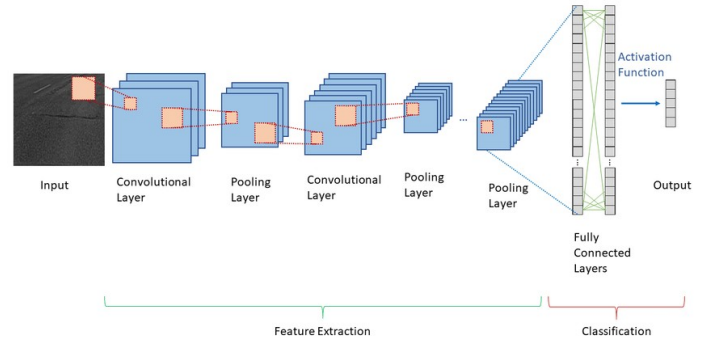 Activation
Function
Input
Convolutional
Layer
Pooling
Layer
Convolutional
Layer
Pooling
Layer
...
Pooling
Layer
Output
Fully
Connected
Layers
Feature Extraction
Classification